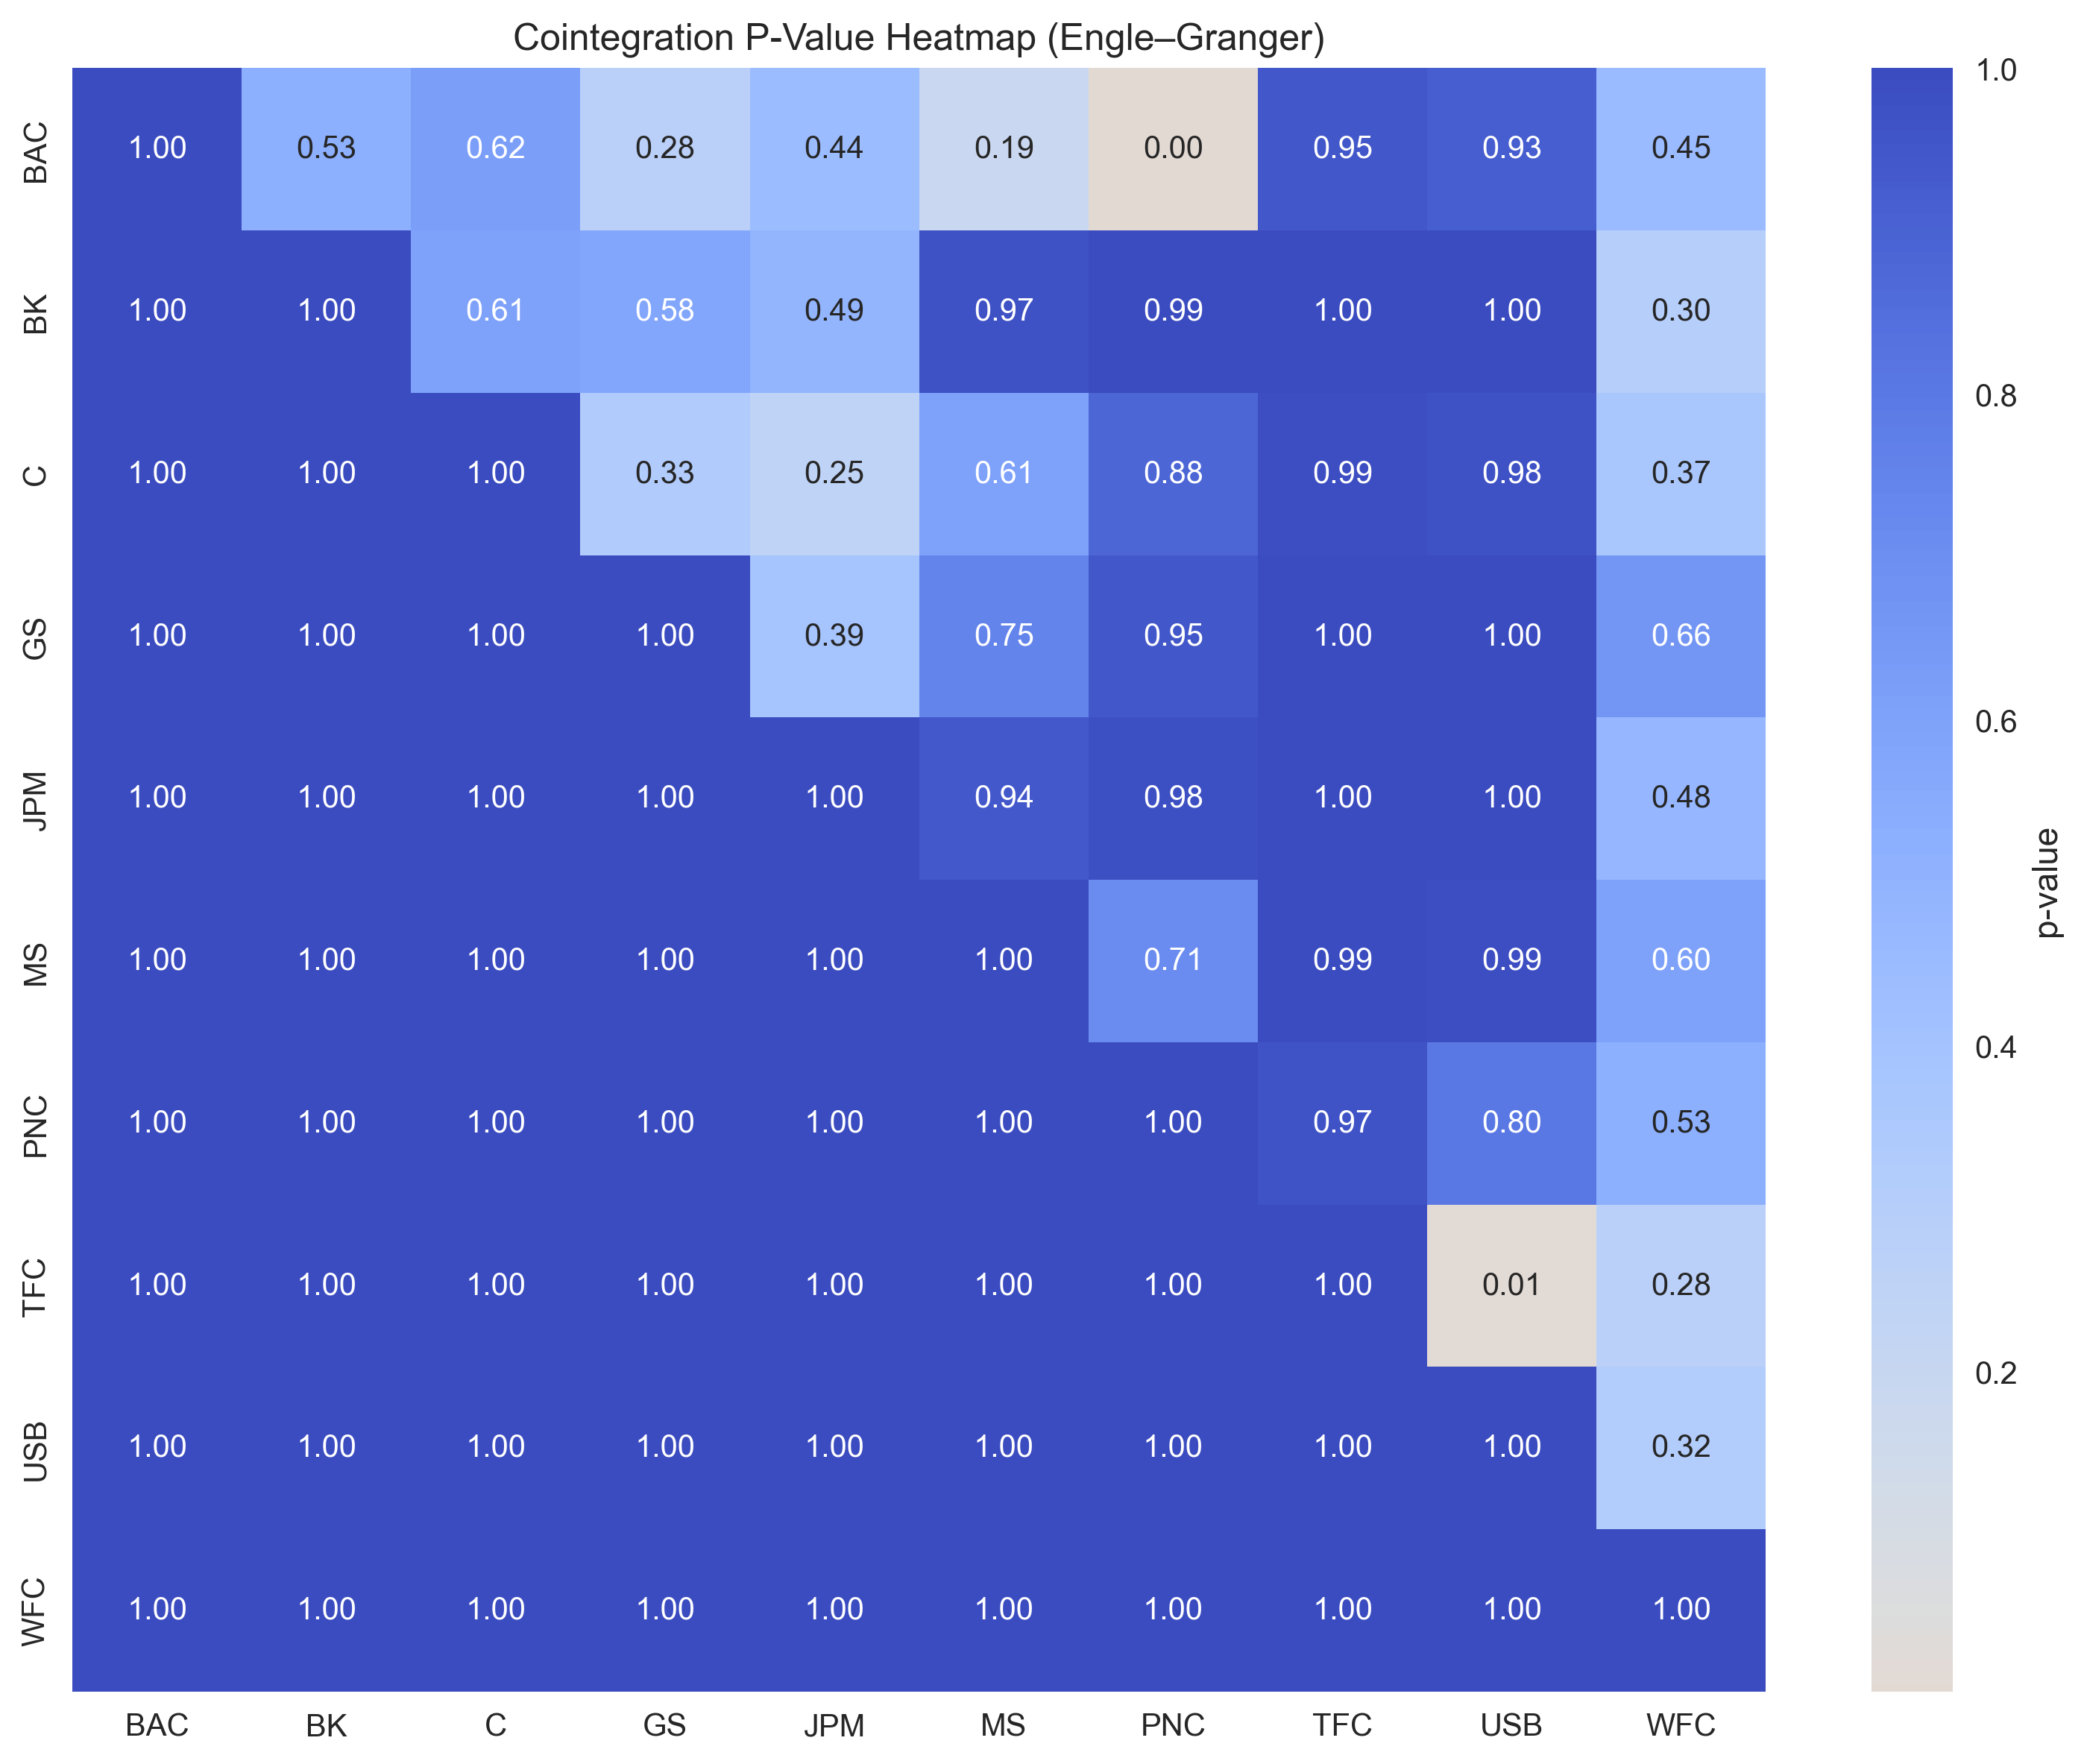 Cointegration P-Value Heatmap (Engle–Granger)
BAC 1.00 0.53 0.62 0.28 0.44 0.19 0.00 0.95 0.93 0.45
BK 1.00 1.00 0.61 0.58 0.49 0.97 0.99 1.00 1.00 0.30
C 1.00 1.00 1.00 0.33 0.25 0.61 0.88 0.99 0.98 0.37
GS 1.00 1.00 1.00 1.00 0.39 0.75 0.95 1.00 1.00 0.66
JPM 1.00 1.00 1.00 1.00 1.00 0.94 0.98 1.00 1.00 0.48
MS 1.00 1.00 1.00 1.00 1.00 1.00 0.71 0.99 0.99 0.60
PNC 1.00 1.00 1.00 1.00 1.00 1.00 1.00 0.97 0.80 0.53
TFC 1.00 1.00 1.00 1.00 1.00 1.00 1.00 1.00 0.01 0.28
USB 1.00 1.00 1.00 1.00 1.00 1.00 1.00 1.00 1.00 0.32
WFC 1.00 1.00 1.00 1.00 1.00 1.00 1.00 1.00 1.00 1.00
BAC BK C GS JPM MS PNC TFC USB WFC
1.0
0.8
0.6
0.4
0.2
p-value